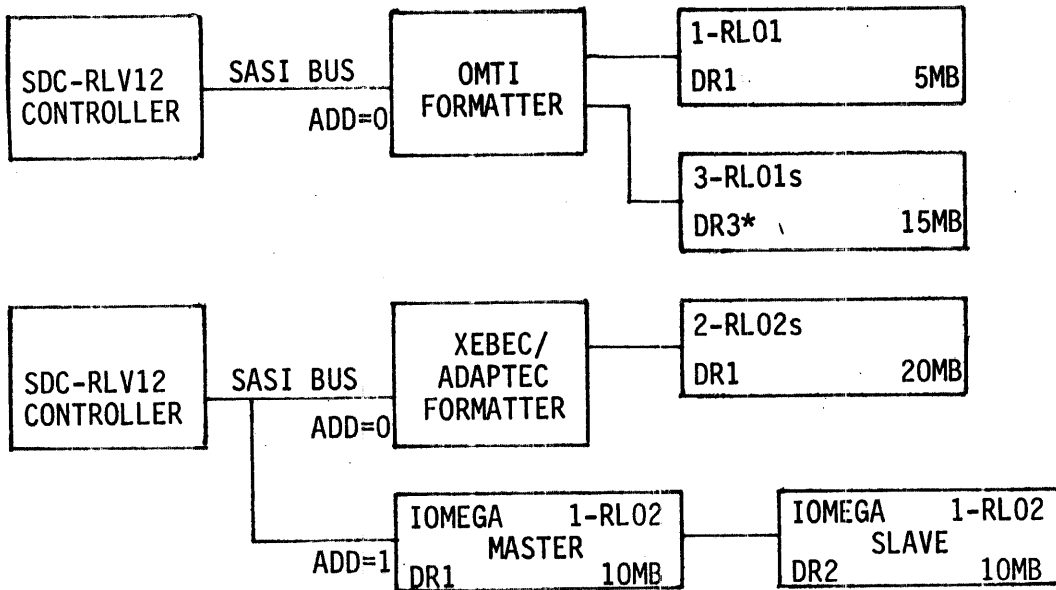 SDC-RLV12
CONTROLLER
SASI BUS
ADD=0
OMTI
FORMATTER
1-RL01
DR1 5MB
3-RL01s
DR3* 15MB
SDC-RLV12
CONTROLLER
SASI BUS
ADD=0
XEBEC/
ADAPTEC
FORMATTER
2-RL02s
DR1 20MB
ADD=1
IOMEGA 1-RL02
MASTER
DR1 10MB
IOMEGA 1-RL02
SLAVE
DR2 10MB